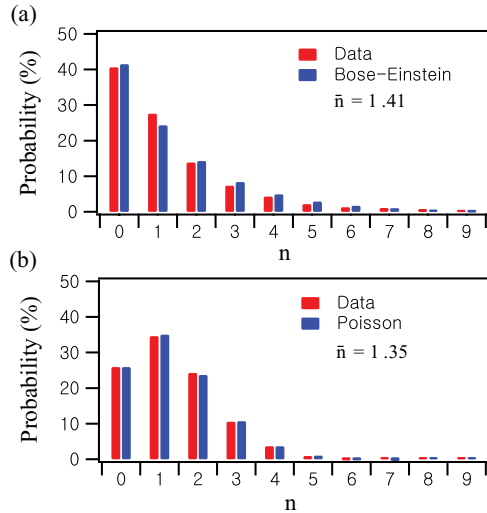 (a)
50
40
30
20
10
0
Probability (%)
Data
Bose-Einstein
n̄ = 1.41
0 1 2 3 4 5 6 7 8 9
n
(b)
50
40
30
20
10
0
Probability (%)
Data
Poisson
n̄ = 1.35
0 1 2 3 4 5 6 7 8 9
n